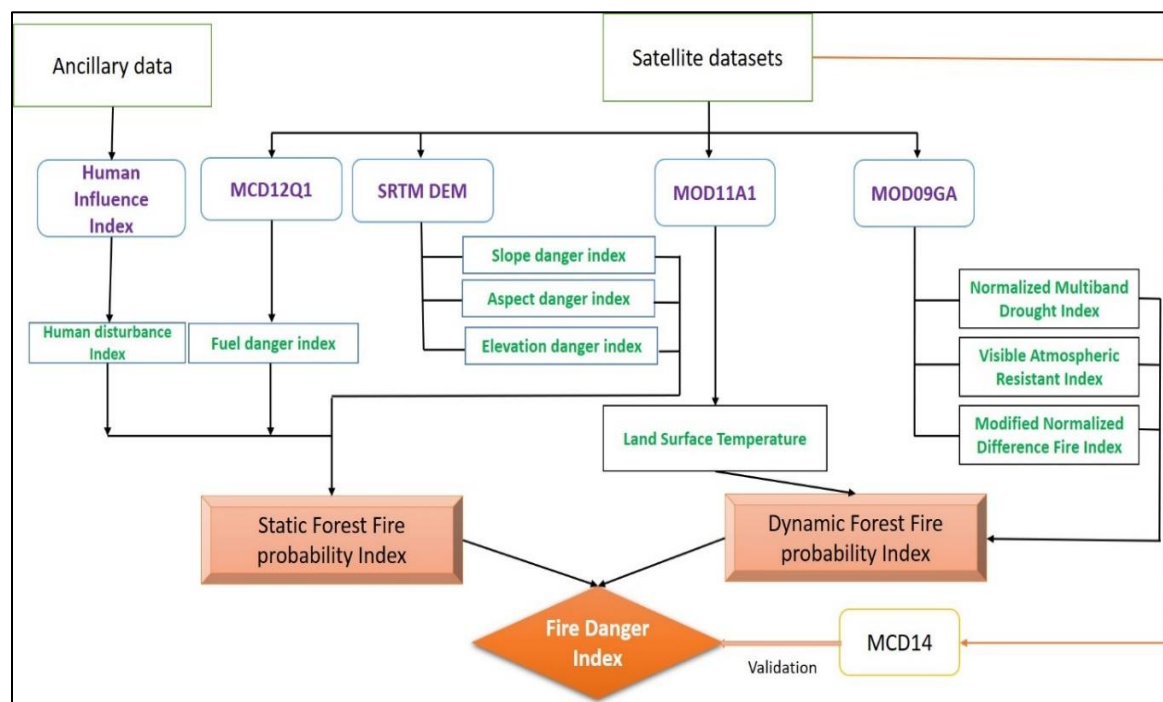 Ancillary data
Satellite datasets
Human
Influence
Index
MCD12Q1
SRTM DEM
MOD11A1
MOD09GA
Slope danger index
Aspect danger index
Elevation danger index
Normalized Multiband
Drought Index
Human disturbance
Index
Fuel danger index
Visible Atmospheric
Resistant Index
Land Surface Temperature
Modified Normalized
Difference Fire Index
Static Forest Fire
probability Index
Dynamic Forest Fire
probability Index
Fire Danger
Index
Validation
MCD14